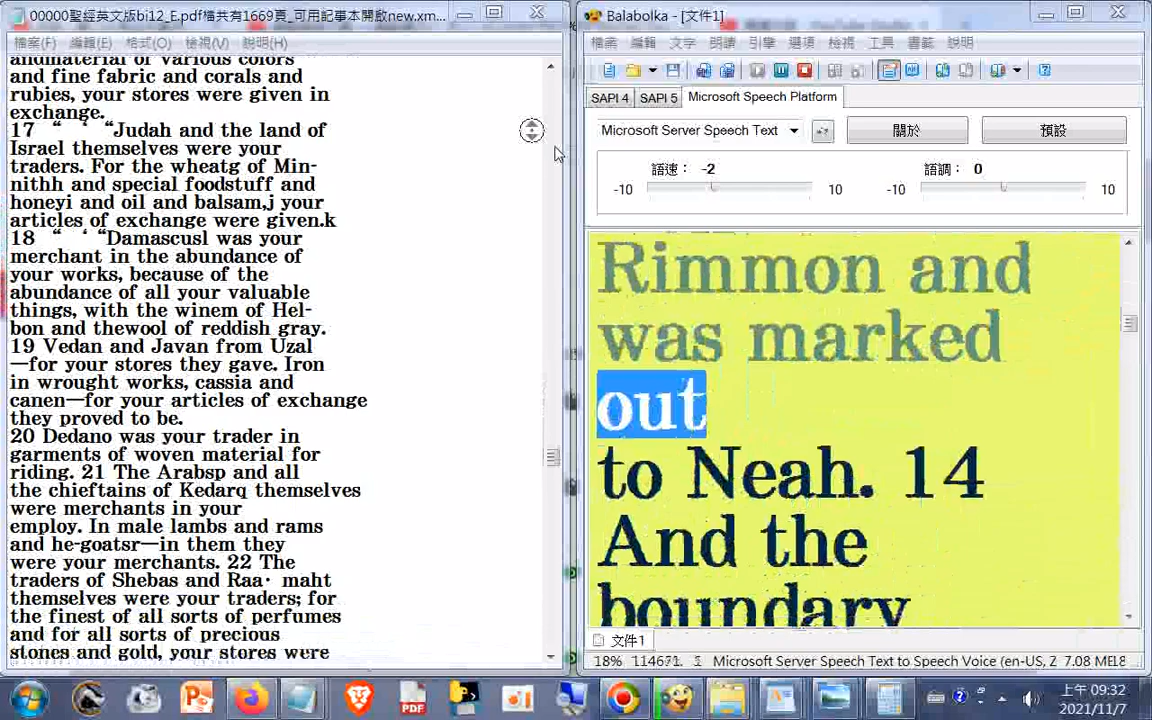 00000聖經英文版bi12_E.pdf檔共有1669頁_可用記事本開啟new.xm...
檔案(F) 編輯(E) 格式(O) 檢視(V) 說明(H)
andmaterial of various colors
and fine fabric and corals and
rubies, your stores were given in
exchange.
17 “ ‘ “Judah and the land of
Israel themselves were your
traders. For the wheatg of Min-
nithh and special foodstuff and
honeyi and oil and balsam,j your
articles of exchange were given.k
18 “ ‘ “Damascusl was your
merchant in the abundance of
your works, because of the
abundance of all your valuable
things, with the winem of Hel-
bon and thewool of reddish gray.
19 Vedan and Javan from Uzal
—for your stores they gave. Iron
in wrought works, cassia and
canen—for your articles of exchange
they proved to be.
20 Dedano was your trader in
garments of woven material for
riding. 21 The Arabsp and all
the chieftains of Kedarq themselves
were merchants in your
employ. In male lambs and rams
and he-goatsr—in them they
were your merchants. 22 The
traders of Shebas and Raa· maht
themselves were your traders; for
the finest of all sorts of perfumes
and for all sorts of precious
stones and gold, your stores were
Balabolka - [文件1]
檔案 編輯 文字 朗讀 引擎 選項 檢視 工具 書籤 說明
SAPI 4 SAPI 5 Microsoft Speech Platform
Microsoft Server Speech Text 關於 預設
語速： -2 語調： 0
-10 10 -10 10
Rimmon and
was marked
out
to Neah. 14
And the
boundary
文件1
18% 114671. 1 Microsoft Server Speech Text to Speech Voice (en-US, Z 7.08 MEL8
PDF
上午 09:32
2021/11/7